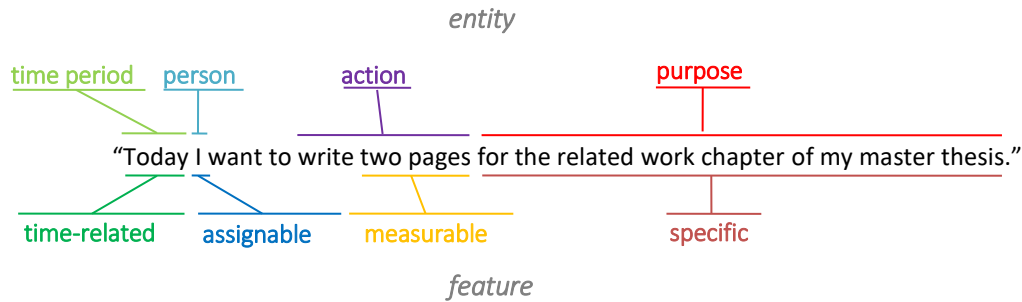 entity
time period person action purpose
“Today I want to write two pages for the related work chapter of my master thesis.”
time-related assignable measurable specific
feature